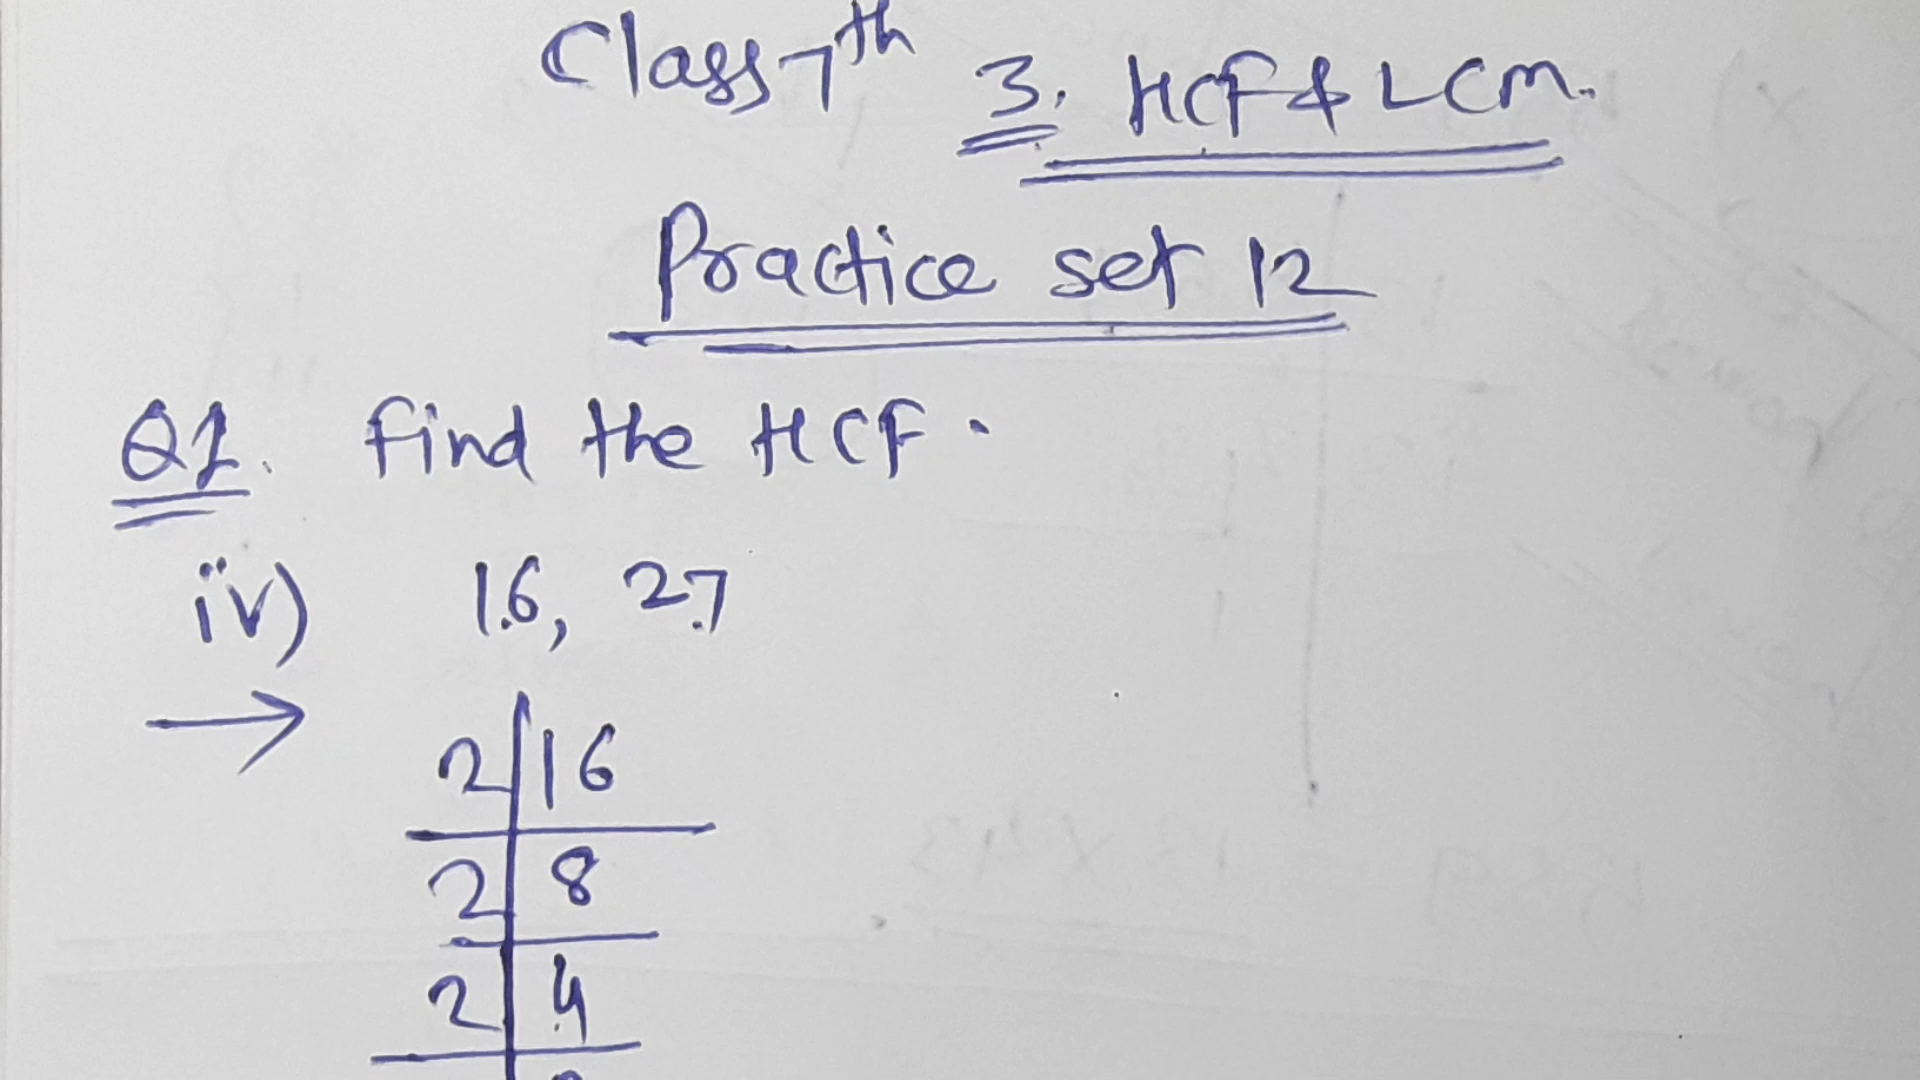 Class 7th 3. HCF & LCM.
Practice set 12
Q1. Find the HCF.
iv) 16, 27
→
2 | 16
2 | 8
2 | 4